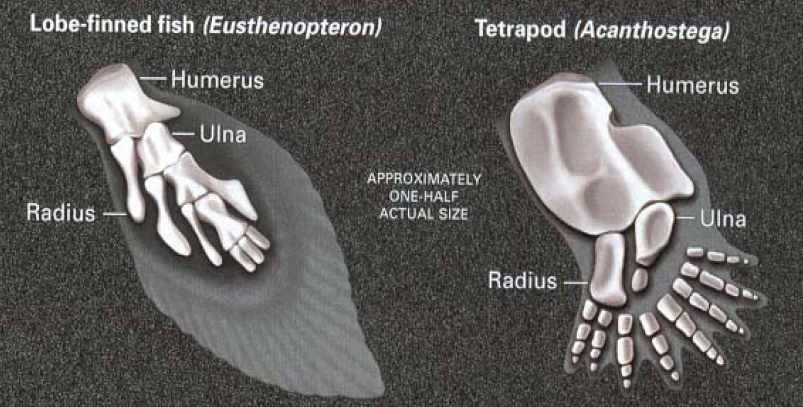 Lobe-finned fish (Eusthenopteron)
Humerus
Ulna
Radius
APPROXIMATELY
ONE-HALF
ACTUAL SIZE
Tetrapod (Acanthostega)
Humerus
Ulna
Radius